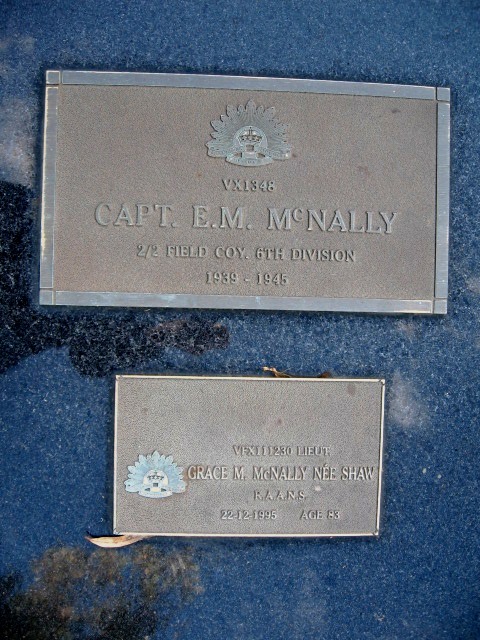 VX1348
CAPT. E.M. McNALLY
2/2 FIELD COY. 6TH DIVISION
1939 - 1945
VFX111230 LIEUT
GRACE M. McNALLY NÉE SHAW
R.A.A.N.S.
22-12-1995 AGE 83